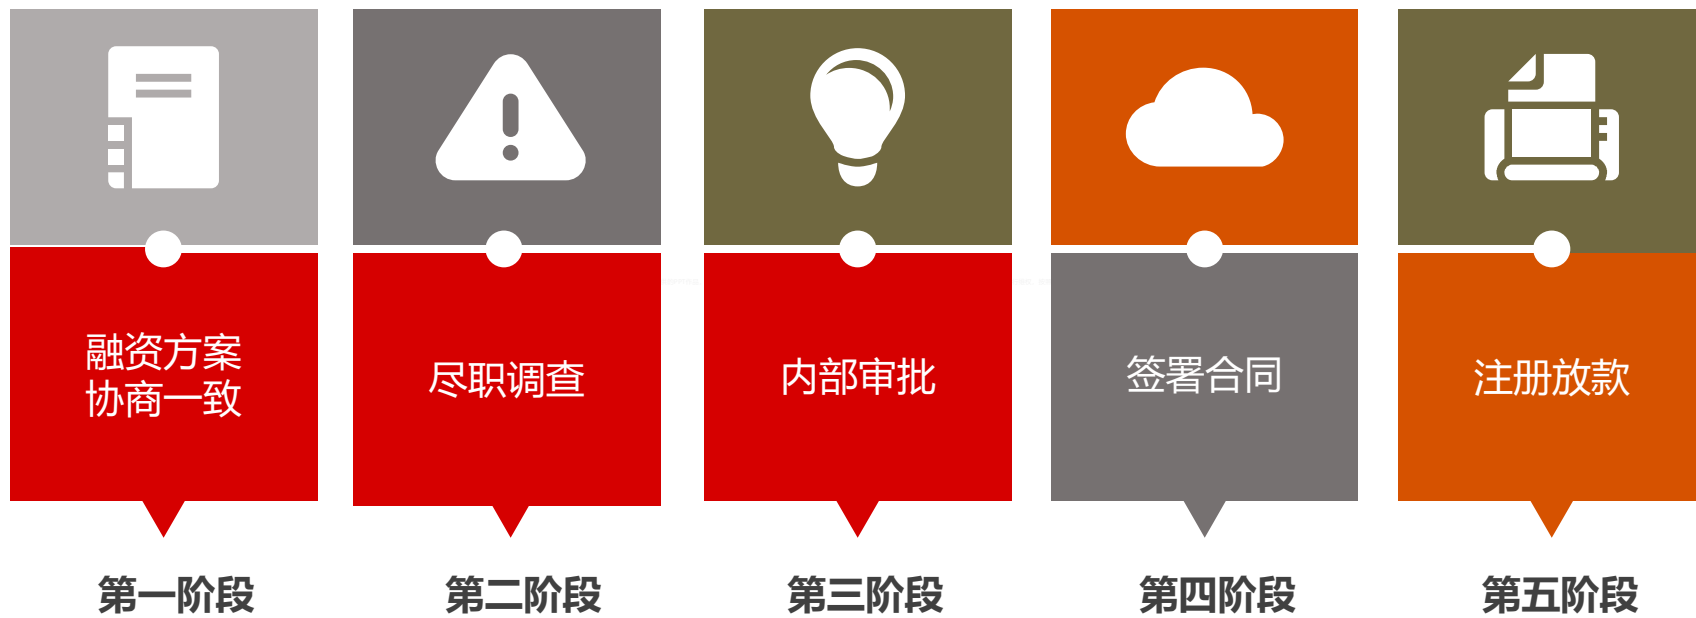 融资方案
协商一致
尽职调查
内部审批
签署合同
注册放款
第一阶段
第二阶段
第三阶段
第四阶段
第五阶段